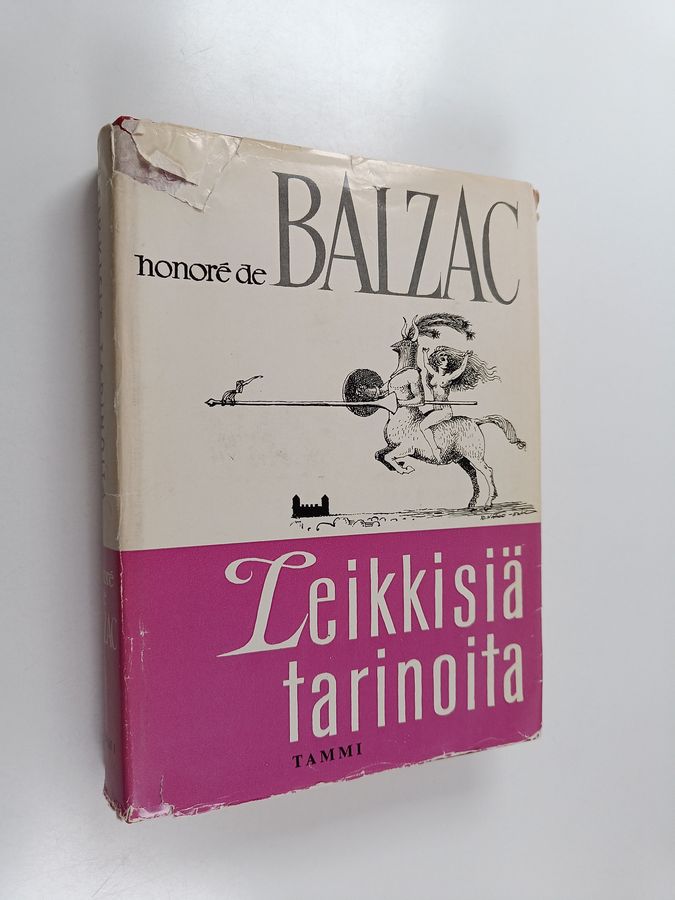 honoré de BALZAC
Leikkisiä
tarinoita
TAMMI